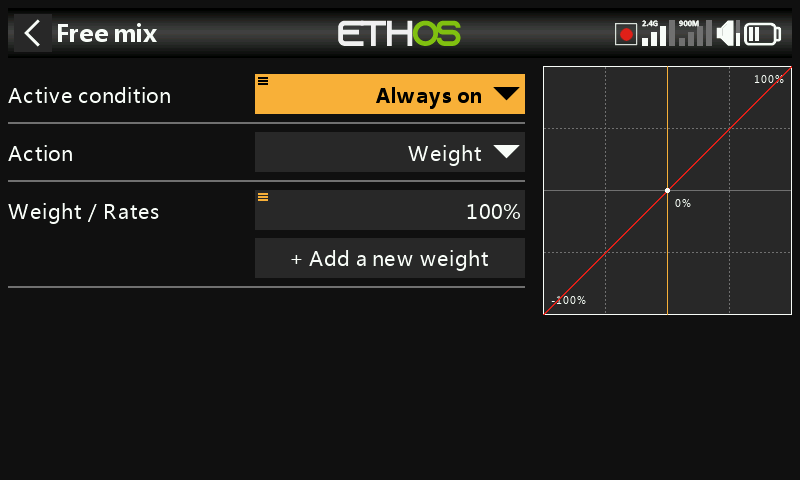 Free mix
ETHOS
2.4G 900M
Active condition Always on
100%
Action Weight
Weight / Rates 100%
0%
+ Add a new weight
-100%